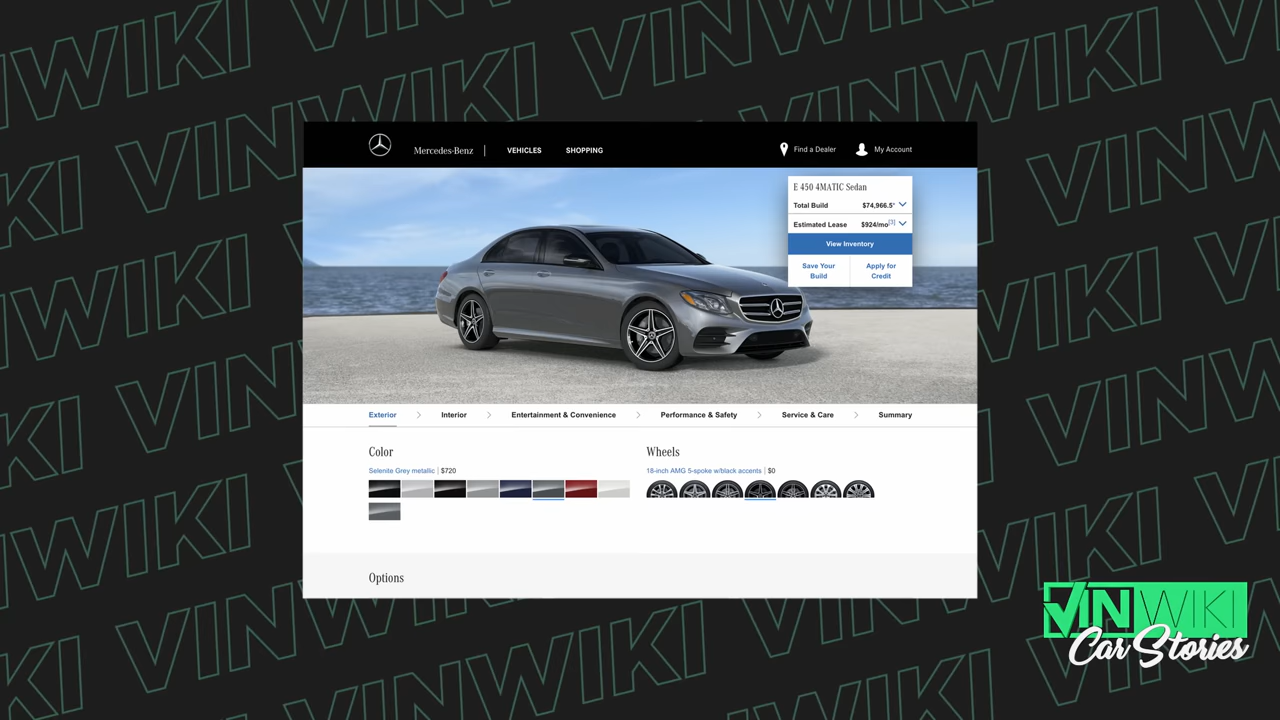 Mercedes-Benz
VEHICLES
SHOPPING
Find a Dealer
My Account
E 450 4MATIC Sedan
Total Build $74,966.5*
Estimated Lease $924/mo[3]
View Inventory
Save Your
Build
Apply for
Credit
Exterior
Interior
Entertainment & Convenience
Performance & Safety
Service & Care
Summary
Color
Selenite Grey metallic | $720
Wheels
18-inch AMG 5-spoke w/black accents | $0
Options
VINWIKI
Car Stories